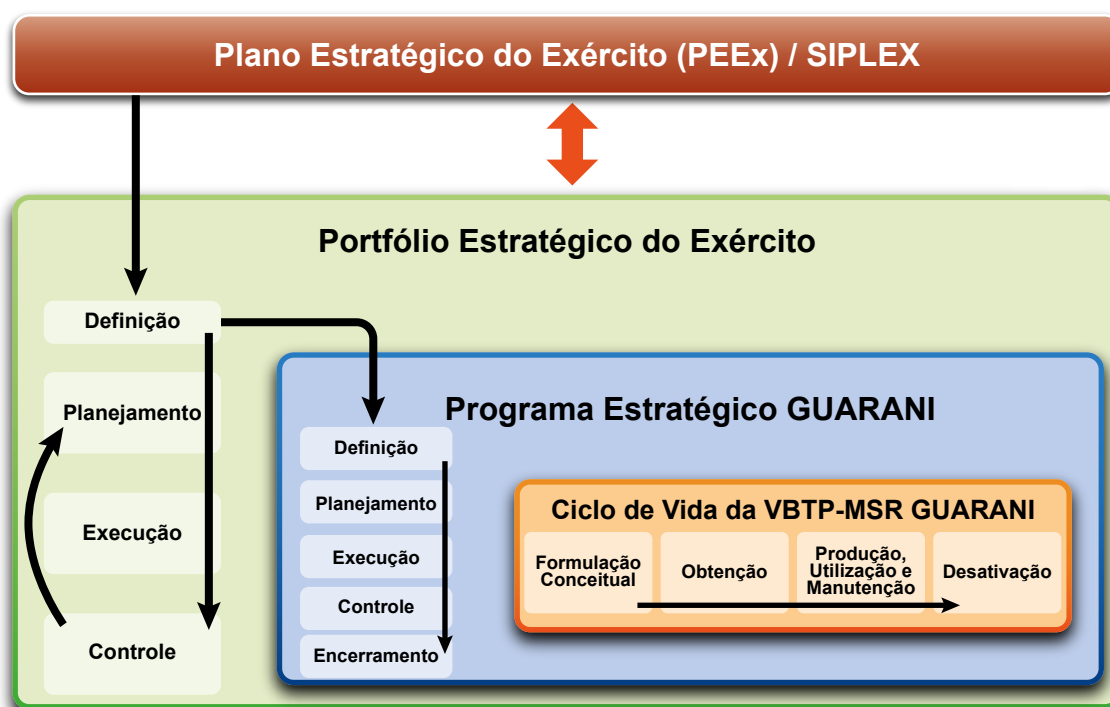 Plano Estratégico do Exército (PEEx) / SIPLEX
Portfólio Estratégico do Exército
Definição
Planejamento
Execução
Controle
Programa Estratégico GUARANI
Definição
Planejamento
Execução
Controle
Encerramento
Ciclo de Vida da VBTP-MSR GUARANI
Formulação
Conceitual
Obtenção
Produção,
Utilização e
Manutenção
Desativação